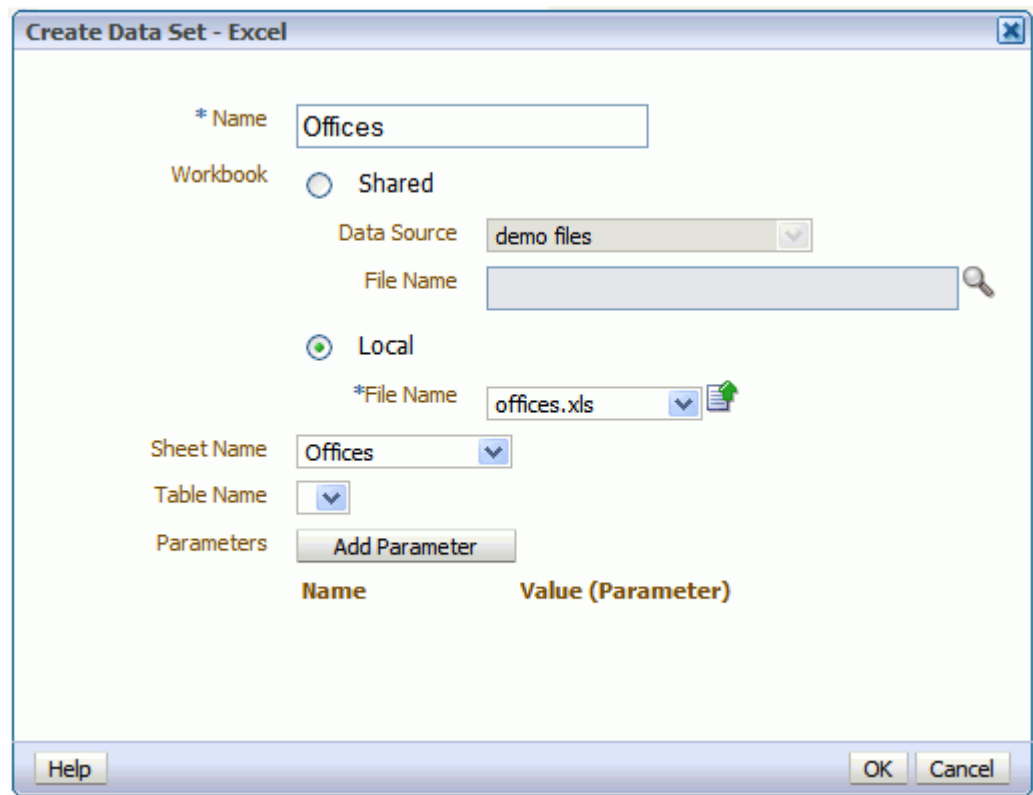 Create Data Set - Excel
* Name Offices
Workbook Shared
Data Source demo files
File Name
Local
*File Name offices.xls
Sheet Name Offices
Table Name
Parameters Add Parameter
Name Value (Parameter)
Help OK Cancel